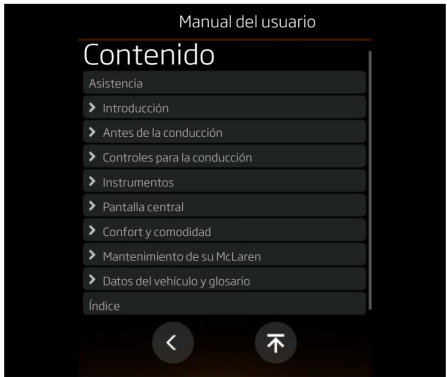 Manual del usuario
Contenido
Asistencia
Introducción
Antes de la conducción
Controles para la conducción
Instrumentos
Pantalla central
Confort y comodidad
Mantenimiento de su McLaren
Datos del vehículo y glosario
Índice